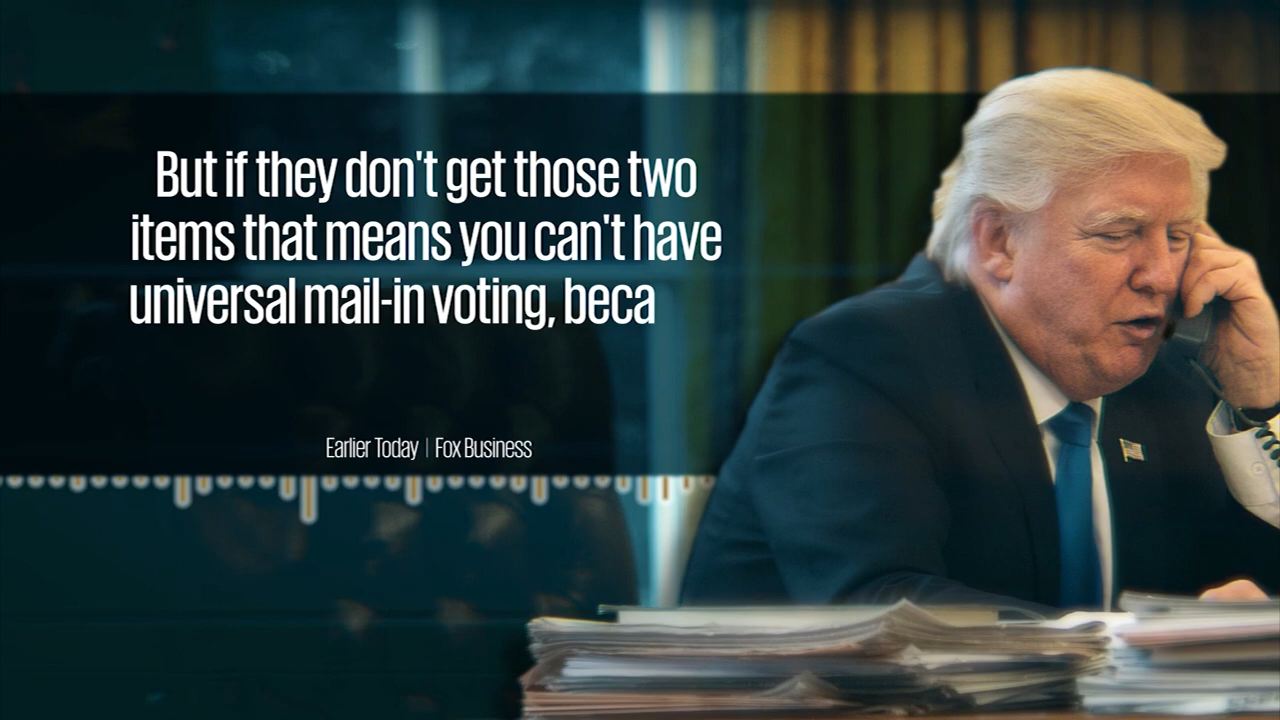 But if they don't get those two
items that means you can't have
universal mail-in voting, beca
Earlier Today | Fox Business